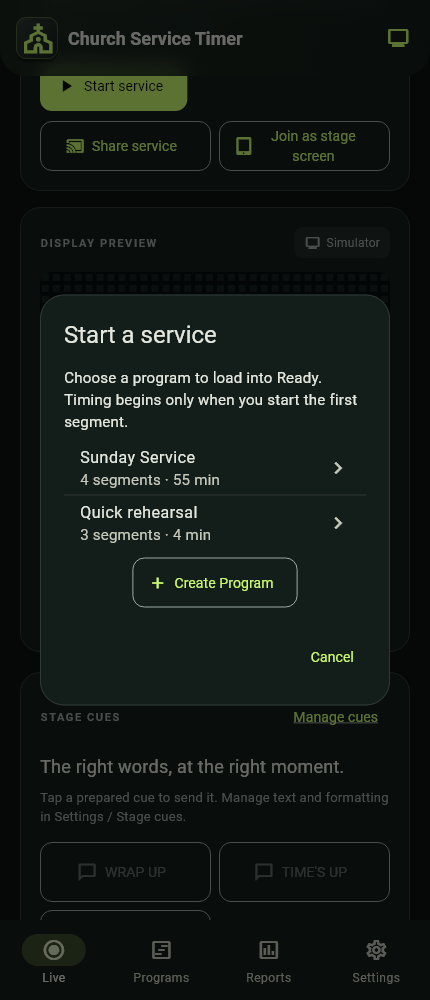 Church Service Timer
Start service
Share service
Join as stage
screen
DISPLAY PREVIEW
Simulator
Start a service
Choose a program to load into Ready.
Timing begins only when you start the first
segment.
Sunday Service
4 segments · 55 min
Quick rehearsal
3 segments · 4 min
Create Program
Cancel
STAGE CUES
Manage cues
The right words, at the right moment.
Tap a prepared cue to send it. Manage text and formatting
in Settings / Stage cues.
WRAP UP
TIME'S UP
Live
Programs
Reports
Settings